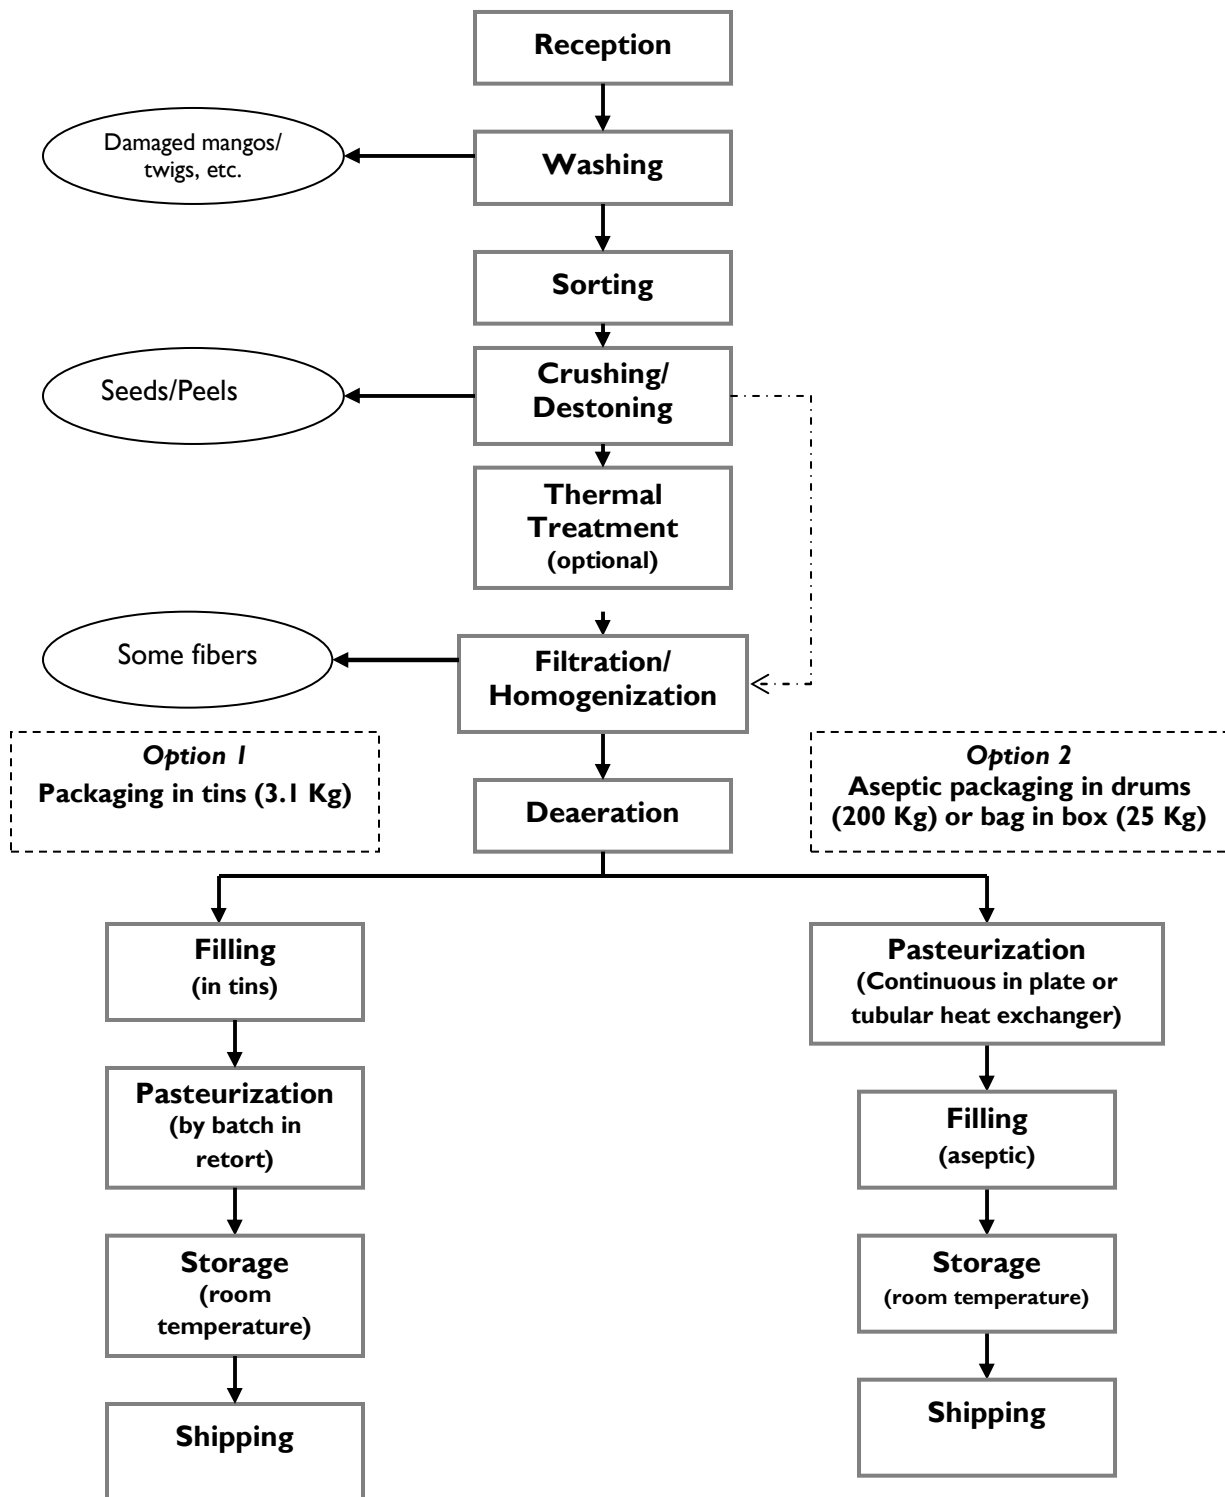 Reception
Damaged mangos/
twigs, etc.
Washing
Sorting
Seeds/Peels
Crushing/
Destoning
Thermal
Treatment
(optional)
Some fibers
Filtration/
Homogenization
Option 1
Packaging in tins (3.1 Kg)
Deaeration
Option 2
Aseptic packaging in drums
(200 Kg) or bag in box (25 Kg)
Filling
(in tins)
Pasteurization
(by batch in
retort)
Storage
(room
temperature)
Shipping
Pasteurization
(Continuous in plate or
tubular heat exchanger)
Filling
(aseptic)
Storage
(room temperature)
Shipping